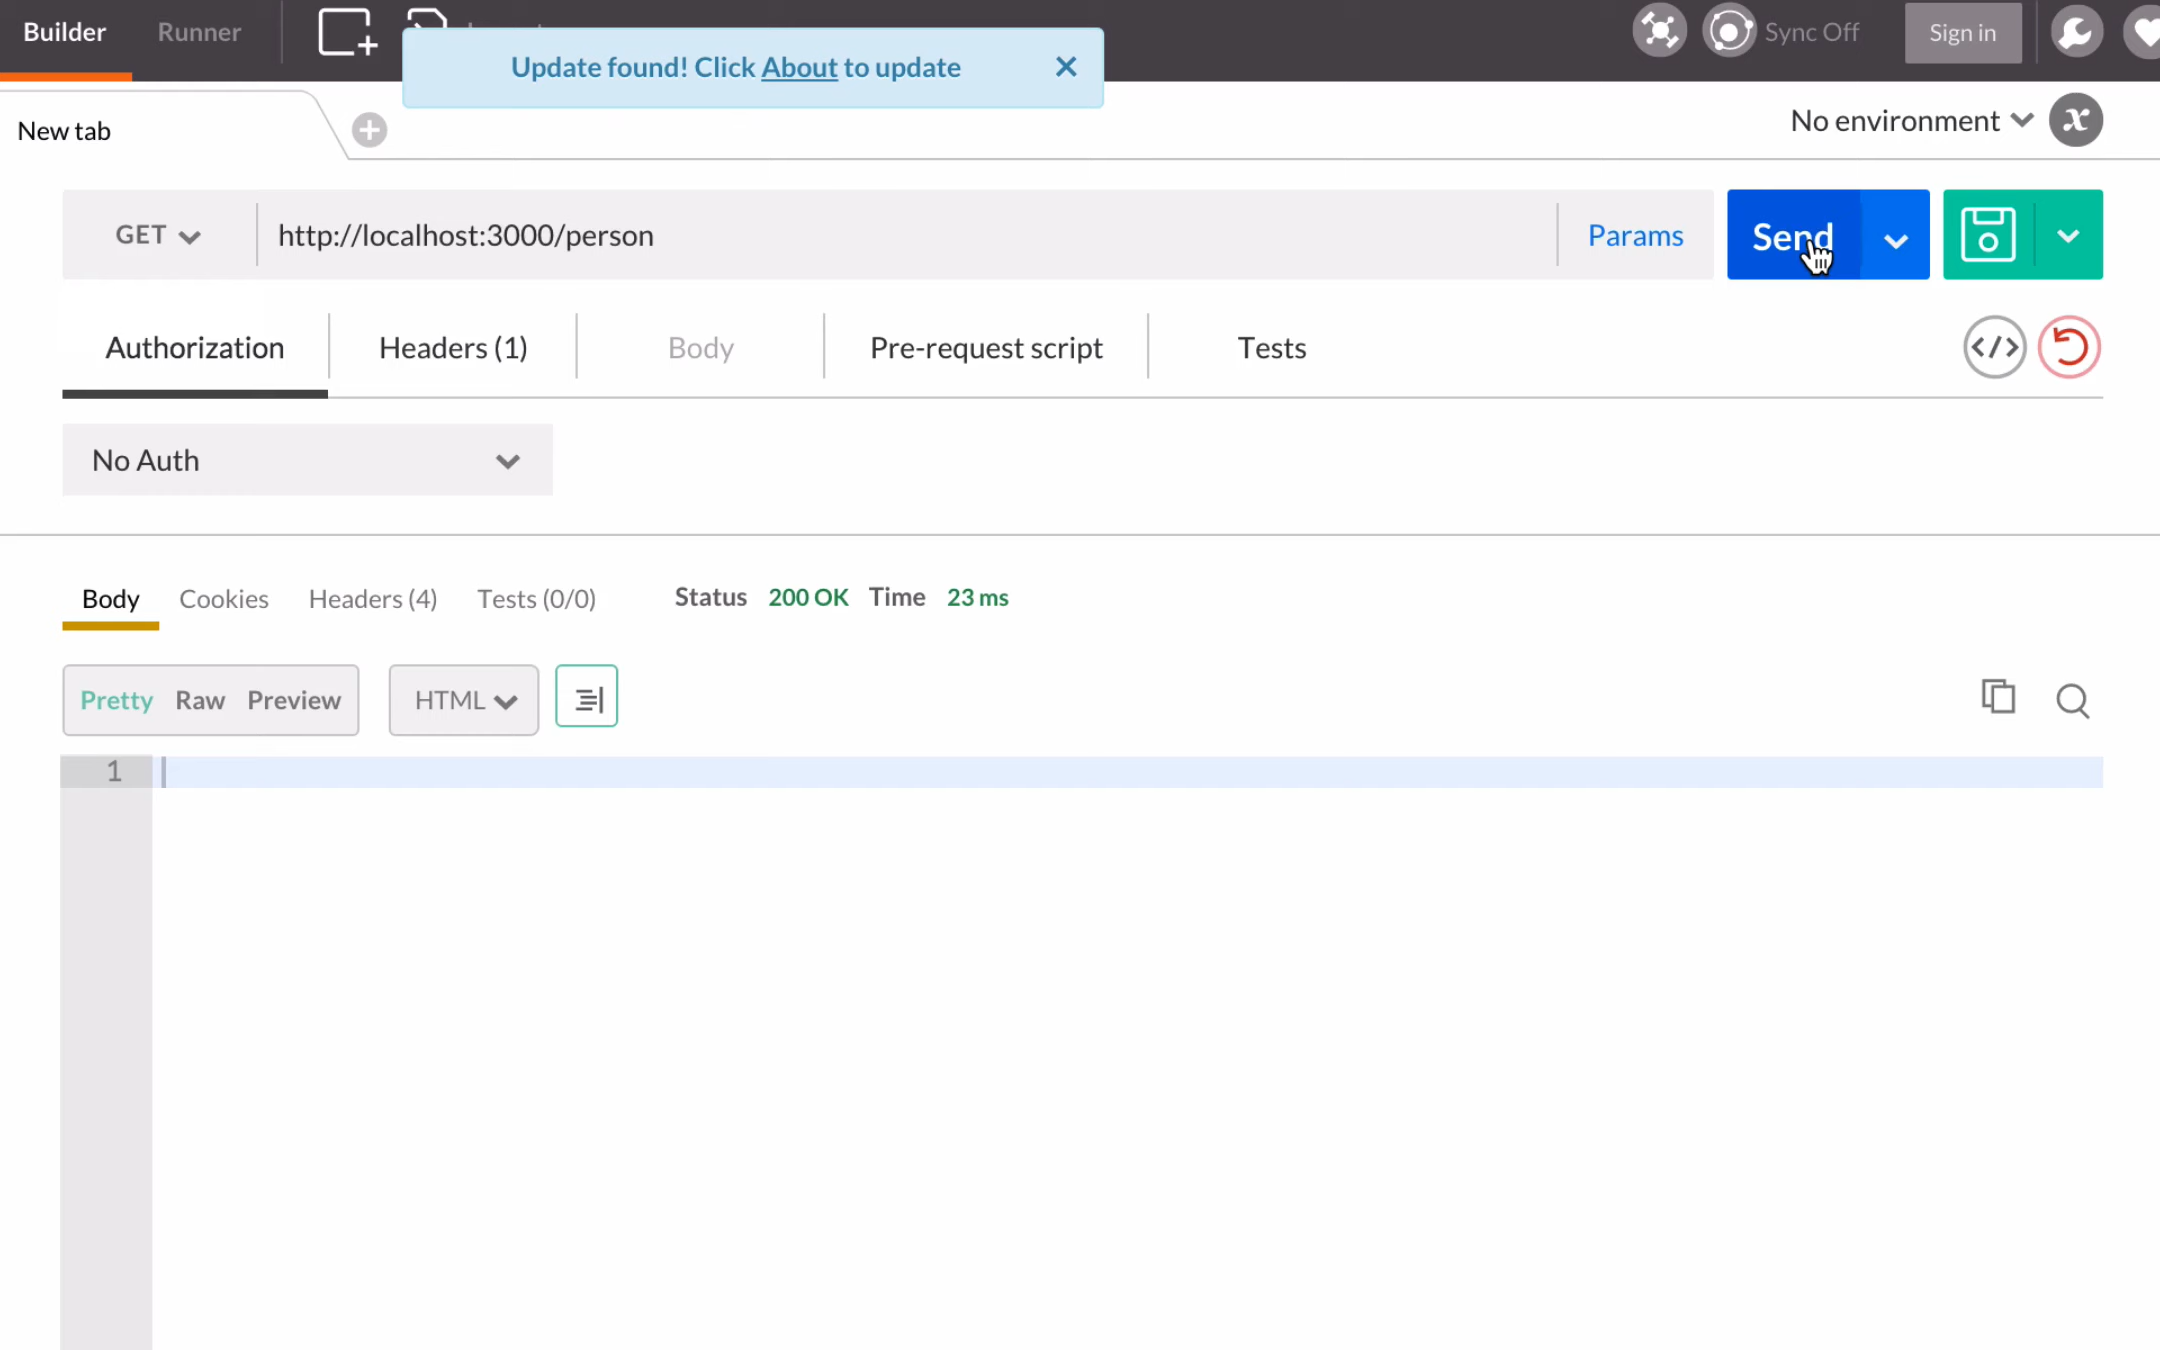 Builder Runner Sync Off Sign in
Update found! Click About to update
New tab
No environment
GET http://localhost:3000/person Params Send
Authorization Headers (1) Body Pre-request script Tests
No Auth
Body Cookies Headers (4) Tests (0/0) Status 200 OK Time 23 ms
Pretty Raw Preview HTML
1